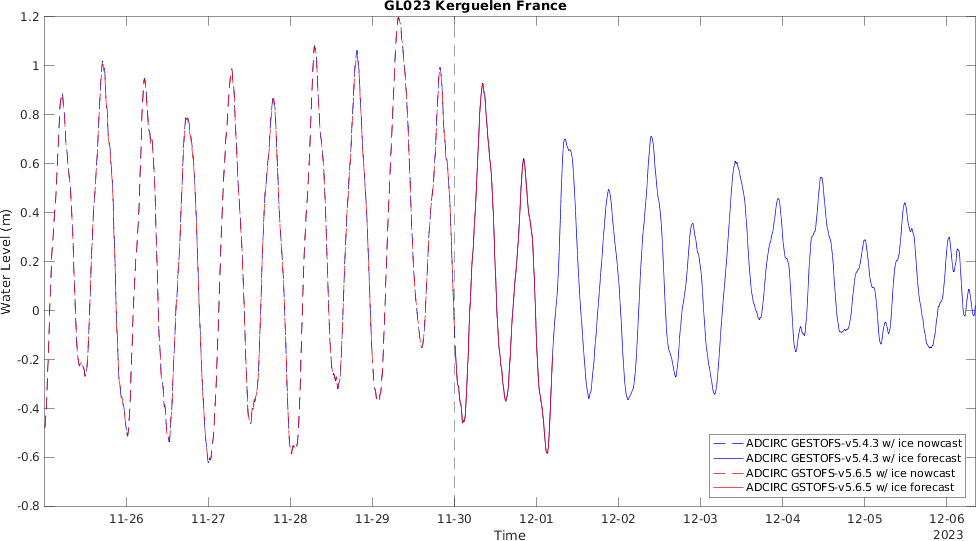 GL023 Kerguelen France
1.2
1
0.8
0.6
0.4
0.2
0
-0.2
-0.4
-0.6
-0.8
Water Level (m)
ADCIRC GESTOFS-v5.4.3 w/ ice nowcast
ADCIRC GESTOFS-v5.4.3 w/ ice forecast
ADCIRC GSTOFS-v5.6.5 w/ ice nowcast
ADCIRC GSTOFS-v5.6.5 w/ ice forecast
11-26 11-27 11-28 11-29 11-30 12-01 12-02 12-03 12-04 12-05 12-06
Time
2023